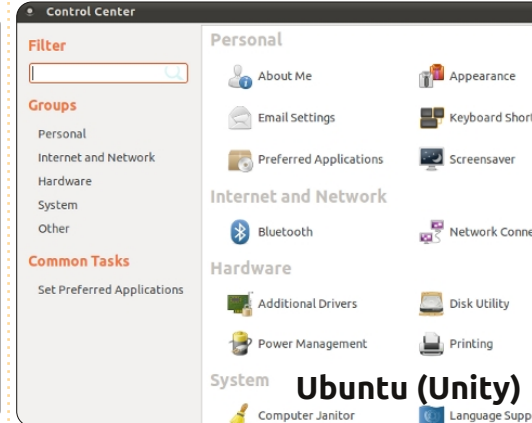 Control Center
Filter
Groups
Personal
Internet and Network
Hardware
System
Other
Common Tasks
Set Preferred Applications
Personal
About Me
Appearance
Email Settings
Keyboard Short
Preferred Applications
Screensaver
Internet and Network
Bluetooth
Network Conne
Hardware
Additional Drivers
Disk Utility
Power Management
Printing
System
Ubuntu (Unity)
Computer Janitor
Language Supp